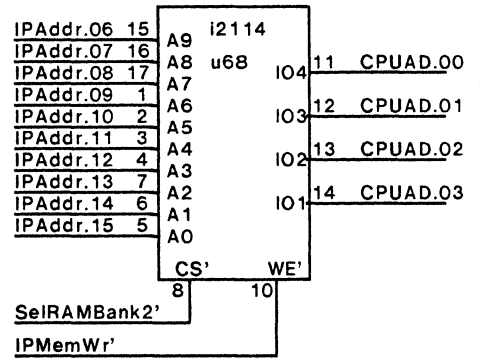 i2114
u68
IPAddr.06 15 A9
IPAddr.07 16 A8
IPAddr.08 17 A7
IPAddr.09 1 A6
IPAddr.10 2 A5
IPAddr.11 3 A4
IPAddr.12 4 A3
IPAddr.13 7 A2
IPAddr.14 6 A1
IPAddr.15 5 A0
IO4 11 CPUAD.00
IO3 12 CPUAD.01
IO2 13 CPUAD.02
IO1 14 CPUAD.03
CS' WE'
8 10
SelRAMBank2'
IPMemWr'